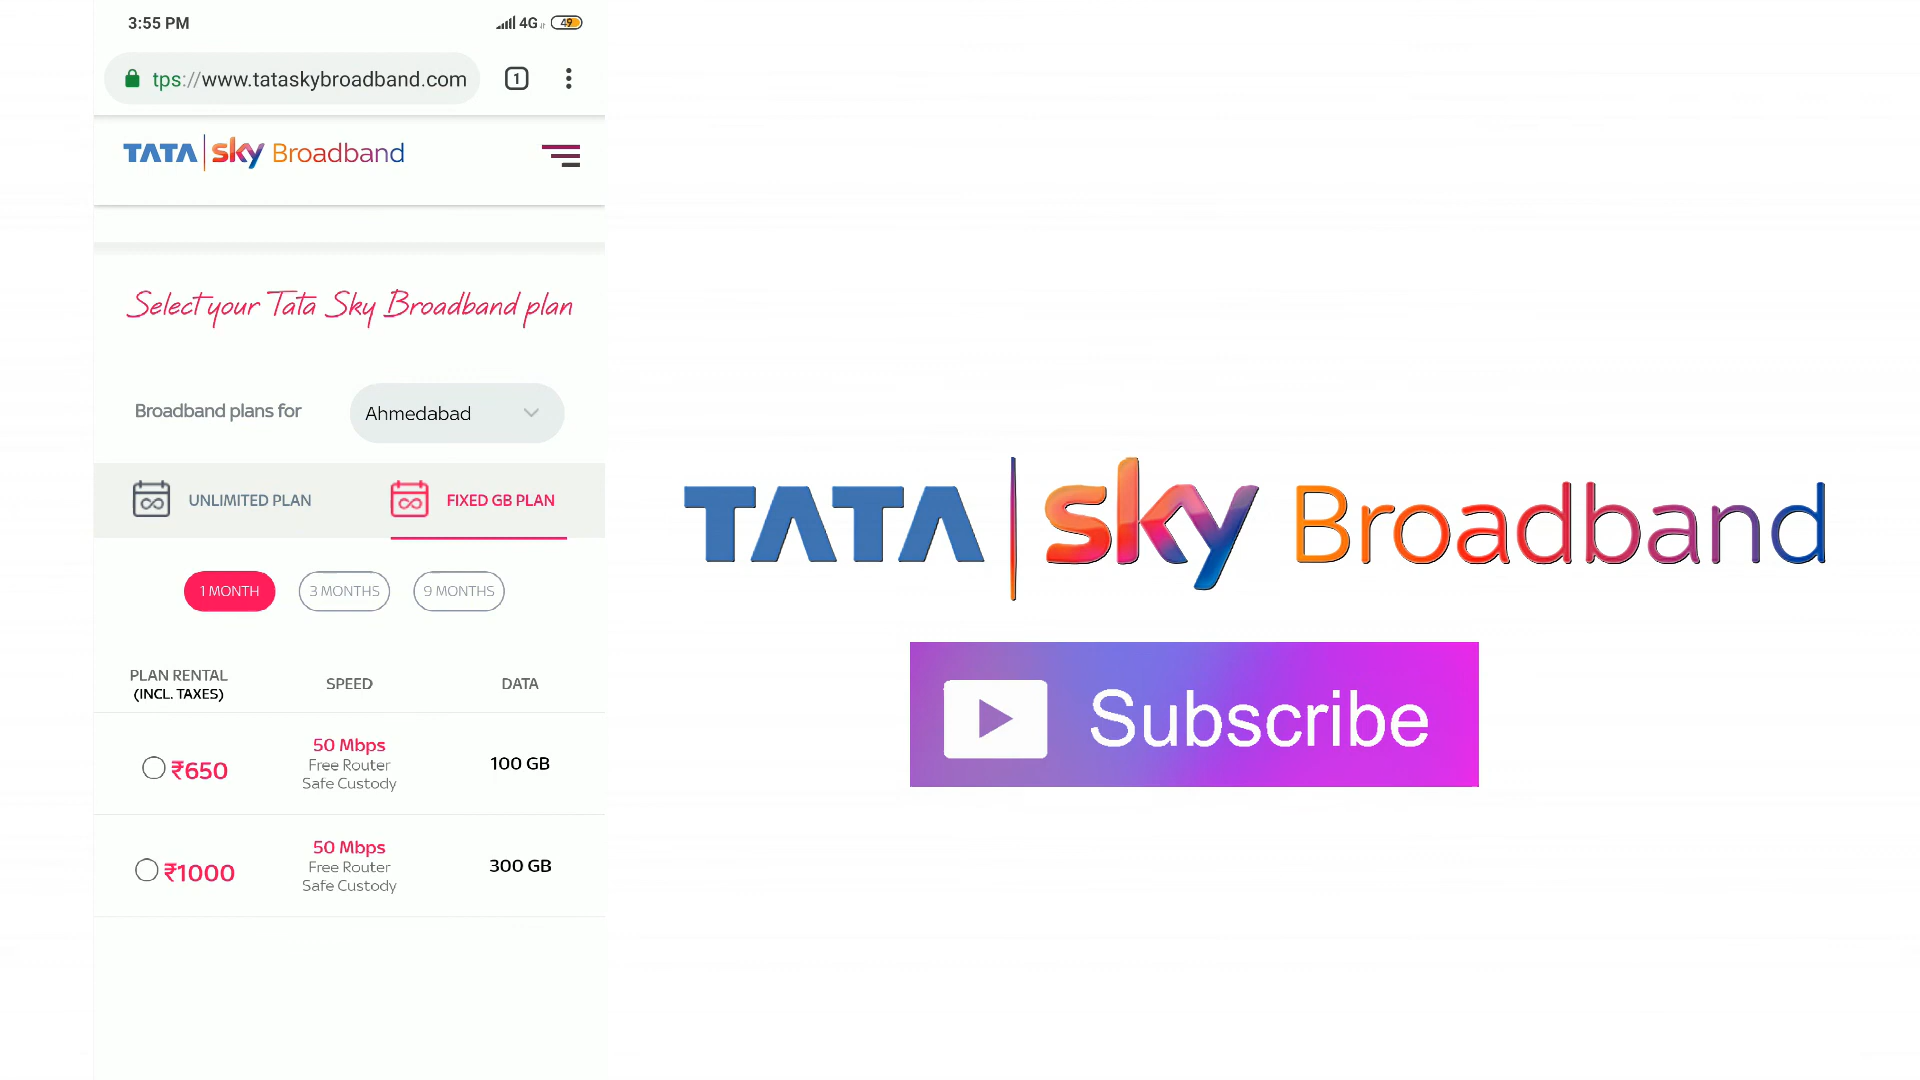 3:55 PM
4G 49
tps://www.tataskybroadband.com
1
TATA sky Broadband
Select your Tata Sky Broadband plan
Broadband plans for
Ahmedabad
UNLIMITED PLAN
FIXED GB PLAN
1 MONTH
3 MONTHS
9 MONTHS
PLAN RENTAL
(INCL. TAXES)
SPEED
DATA
₹650
50 Mbps
Free Router
Safe Custody
100 GB
₹1000
50 Mbps
Free Router
Safe Custody
300 GB
TATA sky Broadband
Subscribe